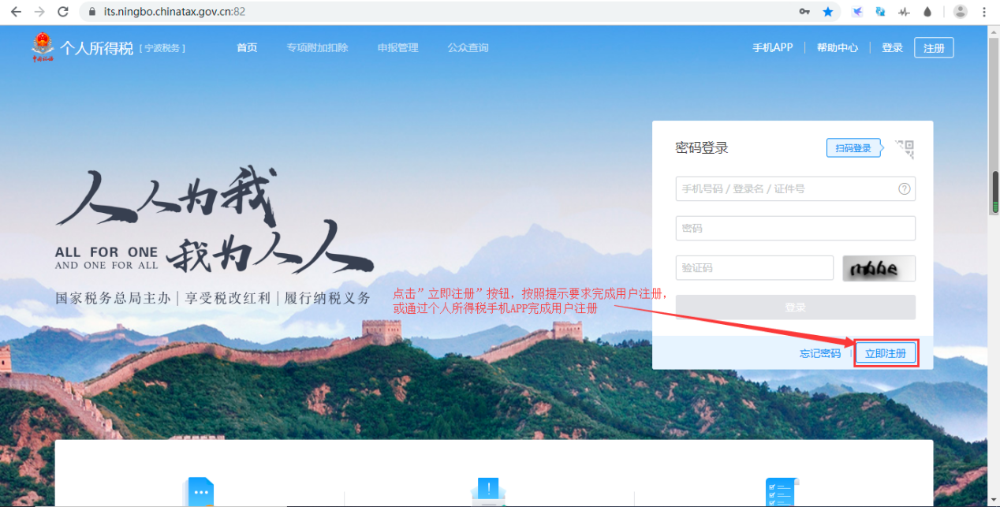 its.ningbo.chinatax.gov.cn:82
个人所得税 [ 宁波税务 ] 首页 专项附加扣除 申报管理 公众查询 手机APP 帮助中心 登录 注册
密码登录 扫码登录
手机号码 / 登录名 / 证件号
人人为我
密码
ALL FOR ONE
AND ONE FOR ALL
我为人人
验证码
国家税务总局主办 | 享受税改红利 | 履行纳税义务
点击”立即注册”按钮，按照提示要求完成用户注册，
或通过个人所得税手机APP完成用户注册
登录
忘记密码 立即注册